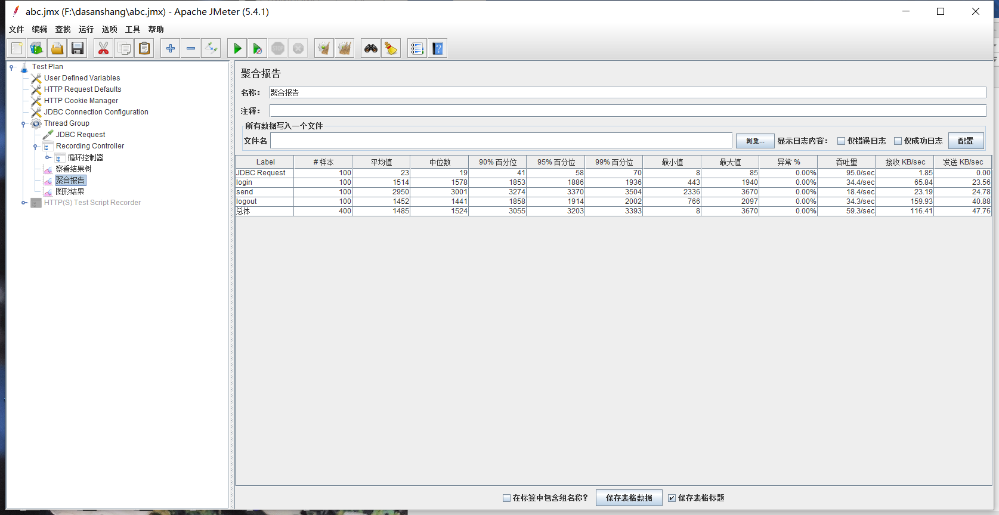 abc.jmx (F:\dasanshang\abc.jmx) - Apache JMeter (5.4.1)
文件 编辑 查找 运行 选项 工具 帮助
Test Plan
User Defined Variables
HTTP Request Defaults
HTTP Cookie Manager
JDBC Connection Configuration
Thread Group
JDBC Request
Recording Controller
循环控制器
察看结果树
聚合报告
图形结果
HTTP(S) Test Script Recorder
聚合报告
名称： 聚合报告
注释：
所有数据写入一个文件
文件名 浏览... 显示日志内容： 仅错误日志 仅成功日志 配置
Label # 样本 平均值 中位数 90% 百分位 95% 百分位 99% 百分位 最小值 最大值 异常 % 吞吐量 接收 KB/sec 发送 KB/sec
JDBC Request 100 23 19 41 58 70 8 85 0.00% 95.0/sec 1.85 0.00
login 100 1514 1578 1853 1886 1936 443 1940 0.00% 34.4/sec 65.84 23.56
send 100 2950 3001 3274 3370 3504 2336 3670 0.00% 18.4/sec 23.19 24.78
logout 100 1452 1441 1858 1914 2002 766 2097 0.00% 34.3/sec 159.93 40.88
总体 400 1485 1524 3055 3203 3393 8 3670 0.00% 59.3/sec 116.41 47.76
在标签中包含组名称? 保存表格数据 保存表格标题